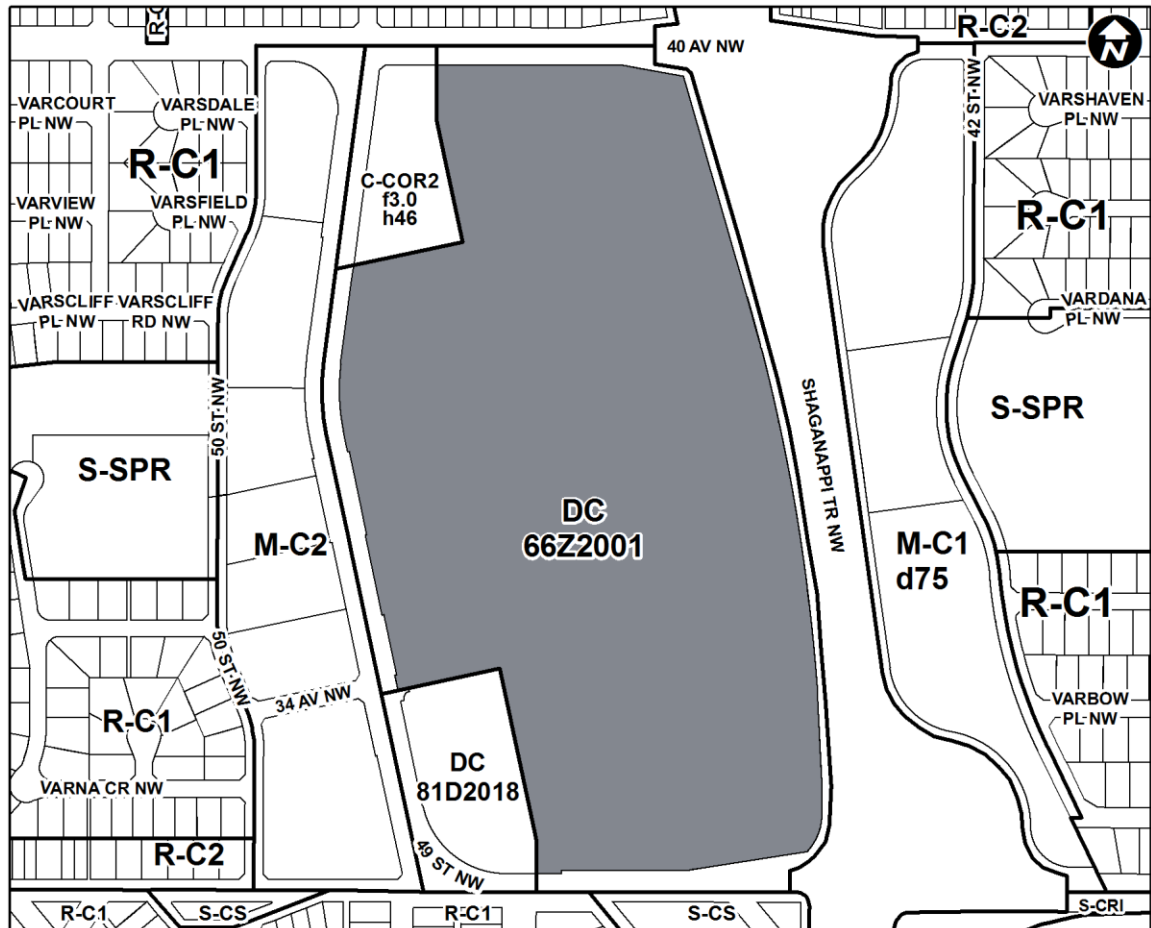 R-C
40 AV NW
R-C2
N
VARCOURT
PL NW
VARSDALE
PL NW
R-C1
VARVIEW
PL NW
VARSFIELD
PL NW
C-COR2
f3.0
h46
42 ST NW
VARSHAVEN
PL NW
R-C1
VARSCLIFF
PL NW
VARSCLIFF
RD NW
VARDANA
PL NW
50 ST NW
S-SPR
SHAGANAPPI TR NW
S-SPR
M-C2
DC
66Z2001
M-C1
d75
R-C1
50 ST NW
34 AV NW
R-C1
VARBOW
PL NW
VARNA CR NW
DC
81D2018
R-C2
49 ST NW
R-C1
S-CS
R-C1
S-CS
S-CRI